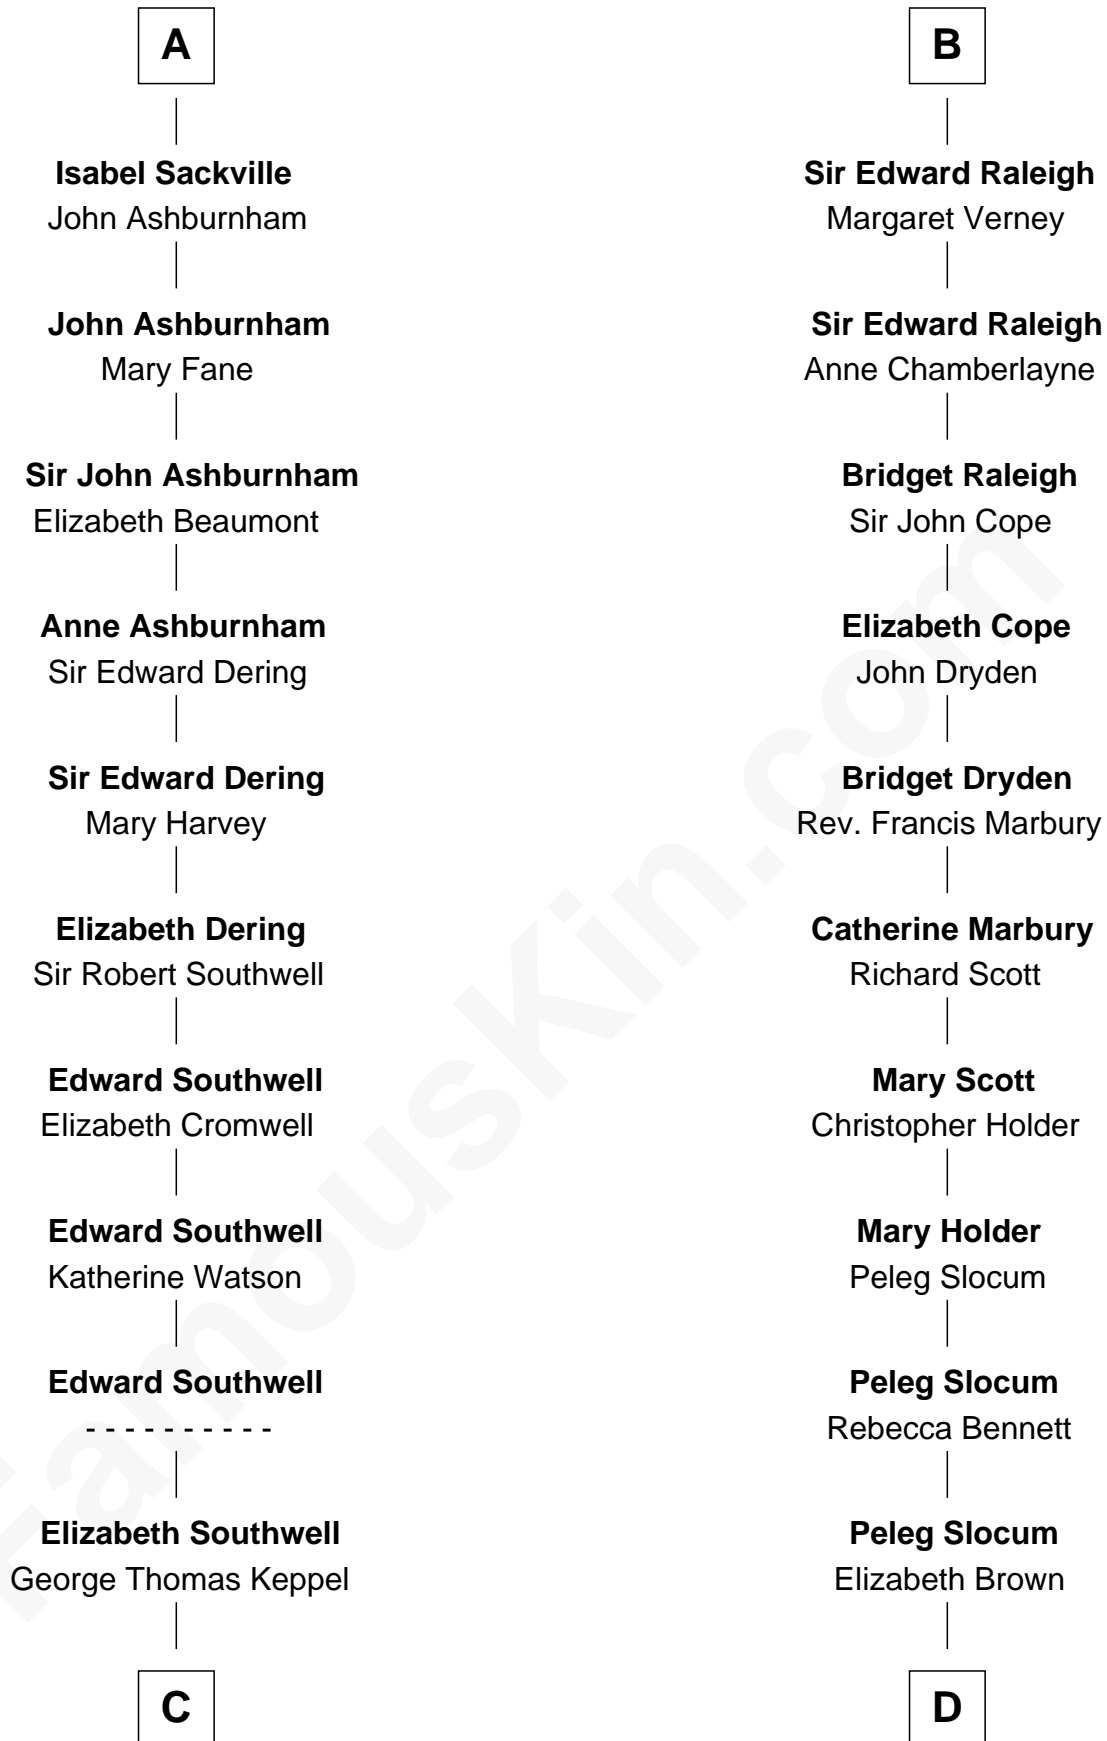 A
Isabel Sackville
John Ashburnham
John Ashburnham
Mary Fane
Sir John Ashburnham
Elizabeth Beaumont
Anne Ashburnham
Sir Edward Dering
Sir Edward Dering
Mary Harvey
Elizabeth Dering
Sir Robert Southwell
Edward Southwell
Elizabeth Cromwell
Edward Southwell
Katherine Watson
Edward Southwell
- - - - - - - - - -
Elizabeth Southwell
George Thomas Keppel
C
B
Sir Edward Raleigh
Margaret Verney
Sir Edward Raleigh
Anne Chamberlayne
Bridget Raleigh
Sir John Cope
Elizabeth Cope
John Dryden
Bridget Dryden
Rev. Francis Marbury
Catherine Marbury
Richard Scott
Mary Scott
Christopher Holder
Mary Holder
Peleg Slocum
Peleg Slocum
Rebecca Bennett
Peleg Slocum
Elizabeth Brown
D
FamousKin.com